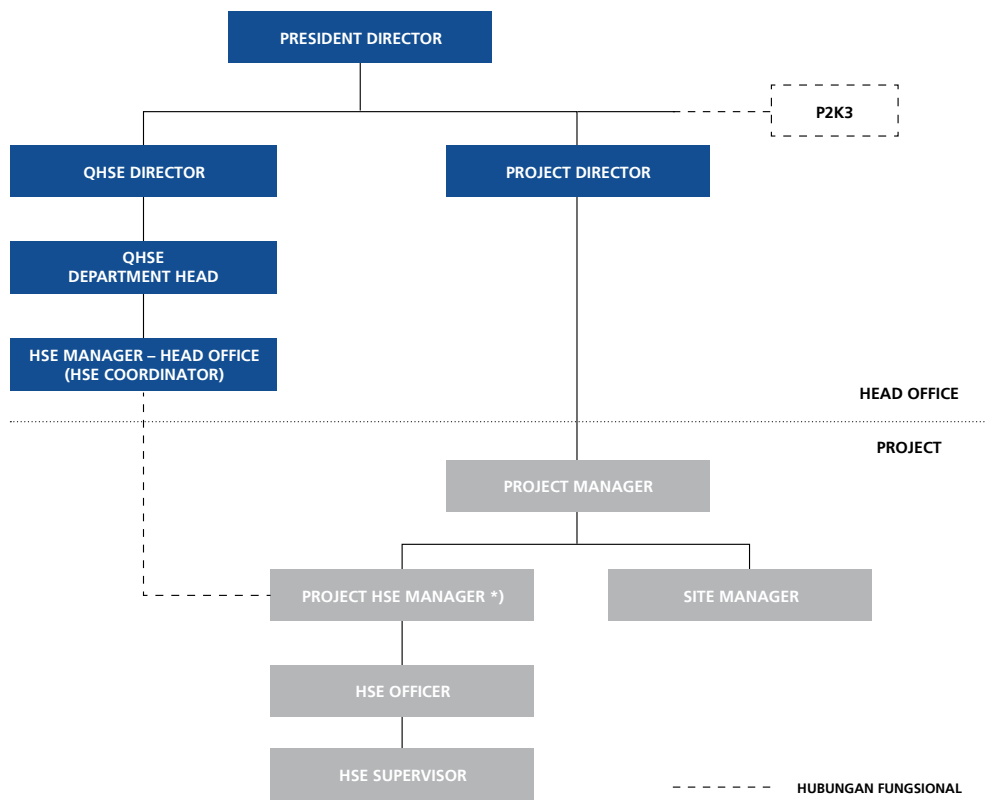 PRESIDENT DIRECTOR
P2K3
QHSE DIRECTOR
PROJECT DIRECTOR
QHSE
DEPARTMENT HEAD
HSE MANAGER – HEAD OFFICE
(HSE COORDINATOR)
HEAD OFFICE
PROJECT
PROJECT MANAGER
PROJECT HSE MANAGER *)
SITE MANAGER
HSE OFFICER
HSE SUPERVISOR
HUBUNGAN FUNGSIONAL